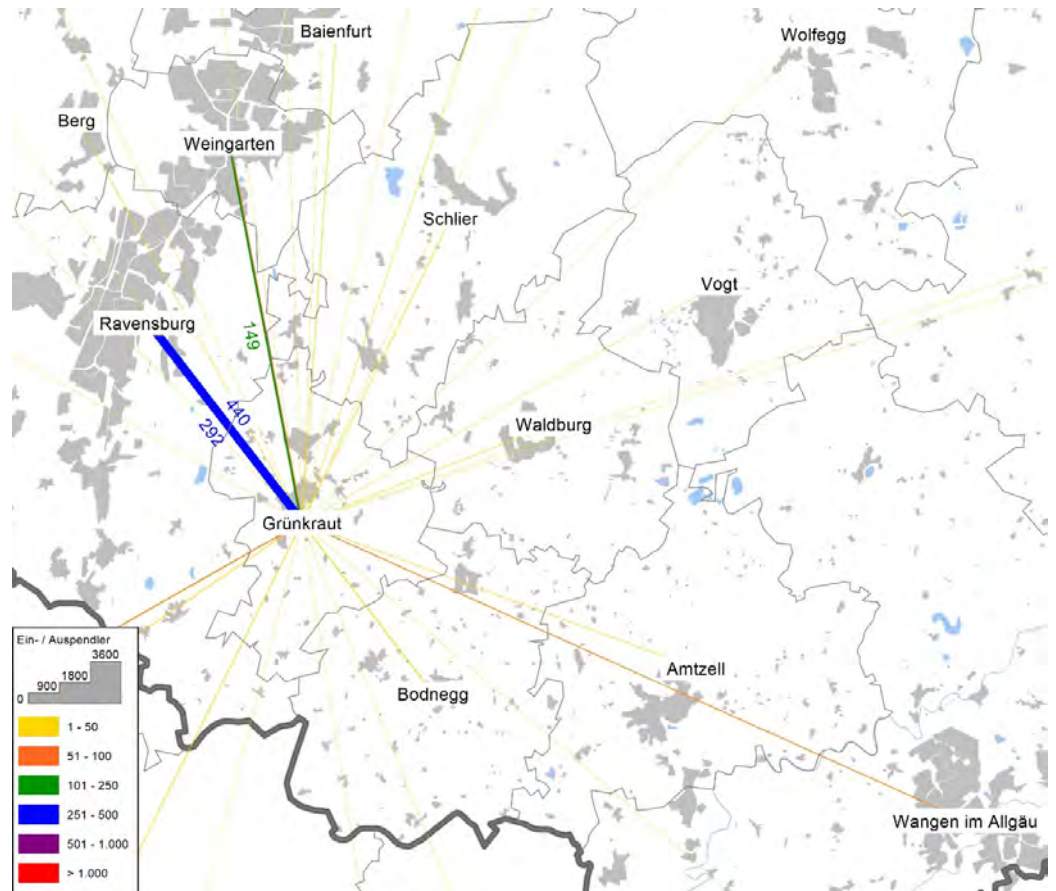 Baienfurt
Wolfegg
Berg
Weingarten
Schlier
Vogt
149
Ravensburg
440
292
Waldburg
Grünkraut
Ein- / Auspendler
3600
1800
900
0
1 - 50
51 - 100
101 - 250
251 - 500
501 - 1.000
> 1.000
Amtzell
Bodnegg
Wangen im Allgäu